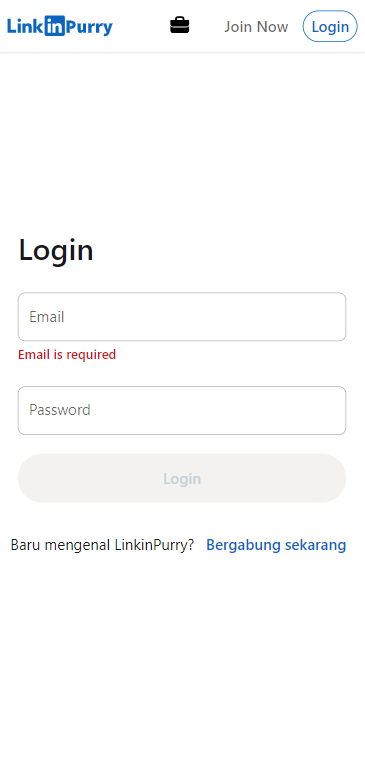 LinkinPurry
Join Now
Login
Login
Email
Email is required
Password
Login
Baru mengenal LinkinPurry? Bergabung sekarang